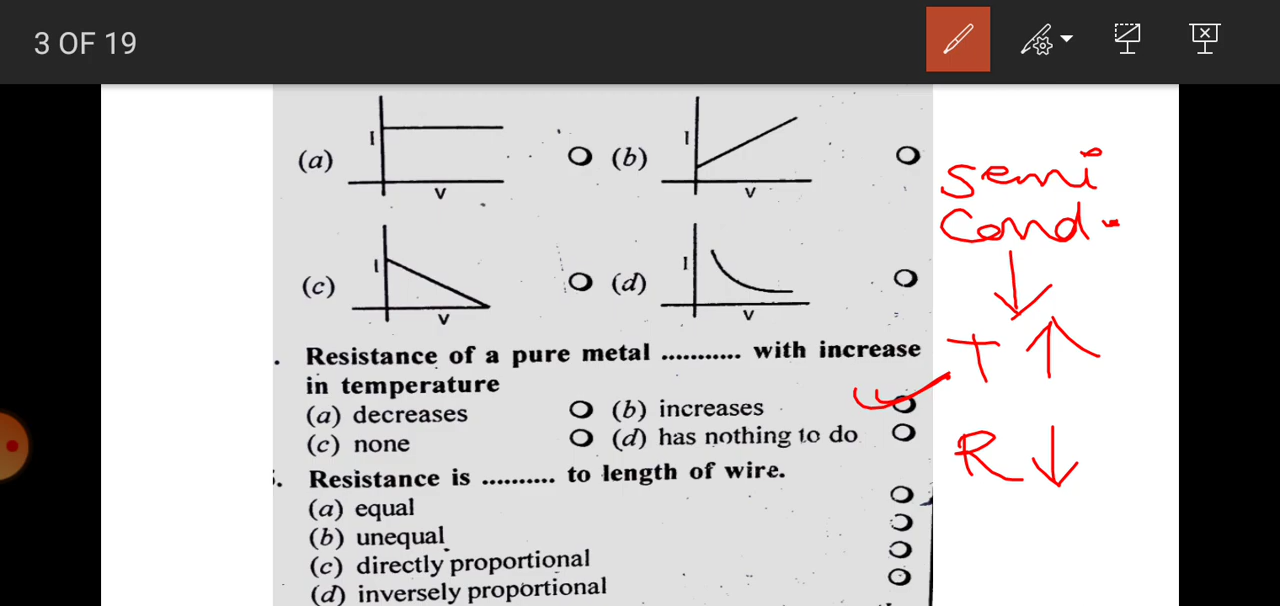 3 OF 19
(a) I V
(b) I V
(c) I V
(d) I V
. Resistance of a pure metal ........... with increase
in temperature
(a) decreases
(b) increases
(c) none
(d) has nothing to do
. Resistance is .......... to length of wire.
(a) equal
(b) unequal
(c) directly proportional
(d) inversely proportional
Semi
Cond-
T ↑
R ↓